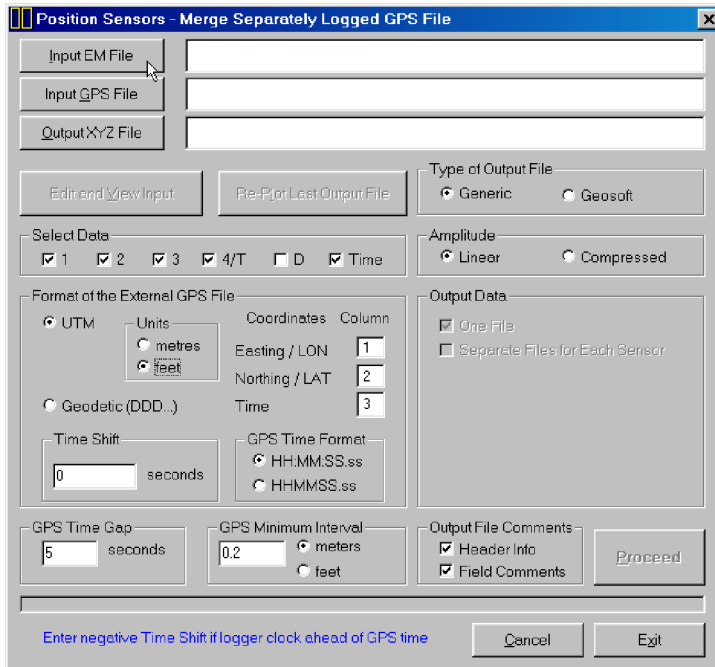 Position Sensors - Merge Separately Logged GPS File
Input EM File
Input GPS File
Output XYZ File
Edit and View Input
Re-Plot Last Output File
Type of Output File
Generic
Geosoft
Select Data
1
2
3
4/T
D
Time
Amplitude
Linear
Compressed
Format of the External GPS File
UTM
Units
metres
feet
Coordinates Column
Easting / LON 1
Northing / LAT 2
Geodetic (DDD...)
Time 3
Time Shift
0 seconds
GPS Time Format
HH:MM:SS.ss
HHMMSS.ss
Output Data
One File
Separate Files for Each Sensor
GPS Time Gap
5 seconds
GPS Minimum Interval
0.2
meters
feet
Output File Comments
Header Info
Field Comments
Proceed
Enter negative Time Shift if logger clock ahead of GPS time
Cancel
Exit